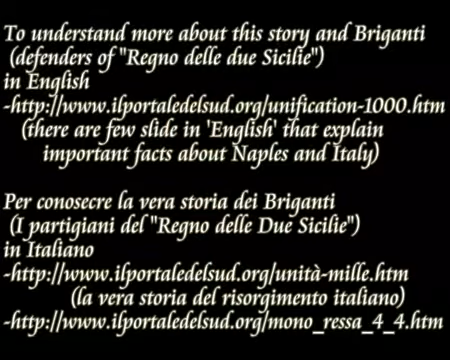 To understand more about this story and Briganti
(defenders of "Regno delle due Sicilie")
in English
-http://www.ilportaledelsud.org/unification-1000.htm
(there are few slide in 'English' that explain
important facts about Naples and Italy)
Per conosecre la vera storia dei Briganti
(I partigiani del "Regno delle Due Sicilie")
in Italiano
-http://www.ilportaledelsud.org/unità-mille.htm
(la vera storia del risorgimento italiano)
-http://www.ilportaledelsud.org/mono_ressa_4_4.htm